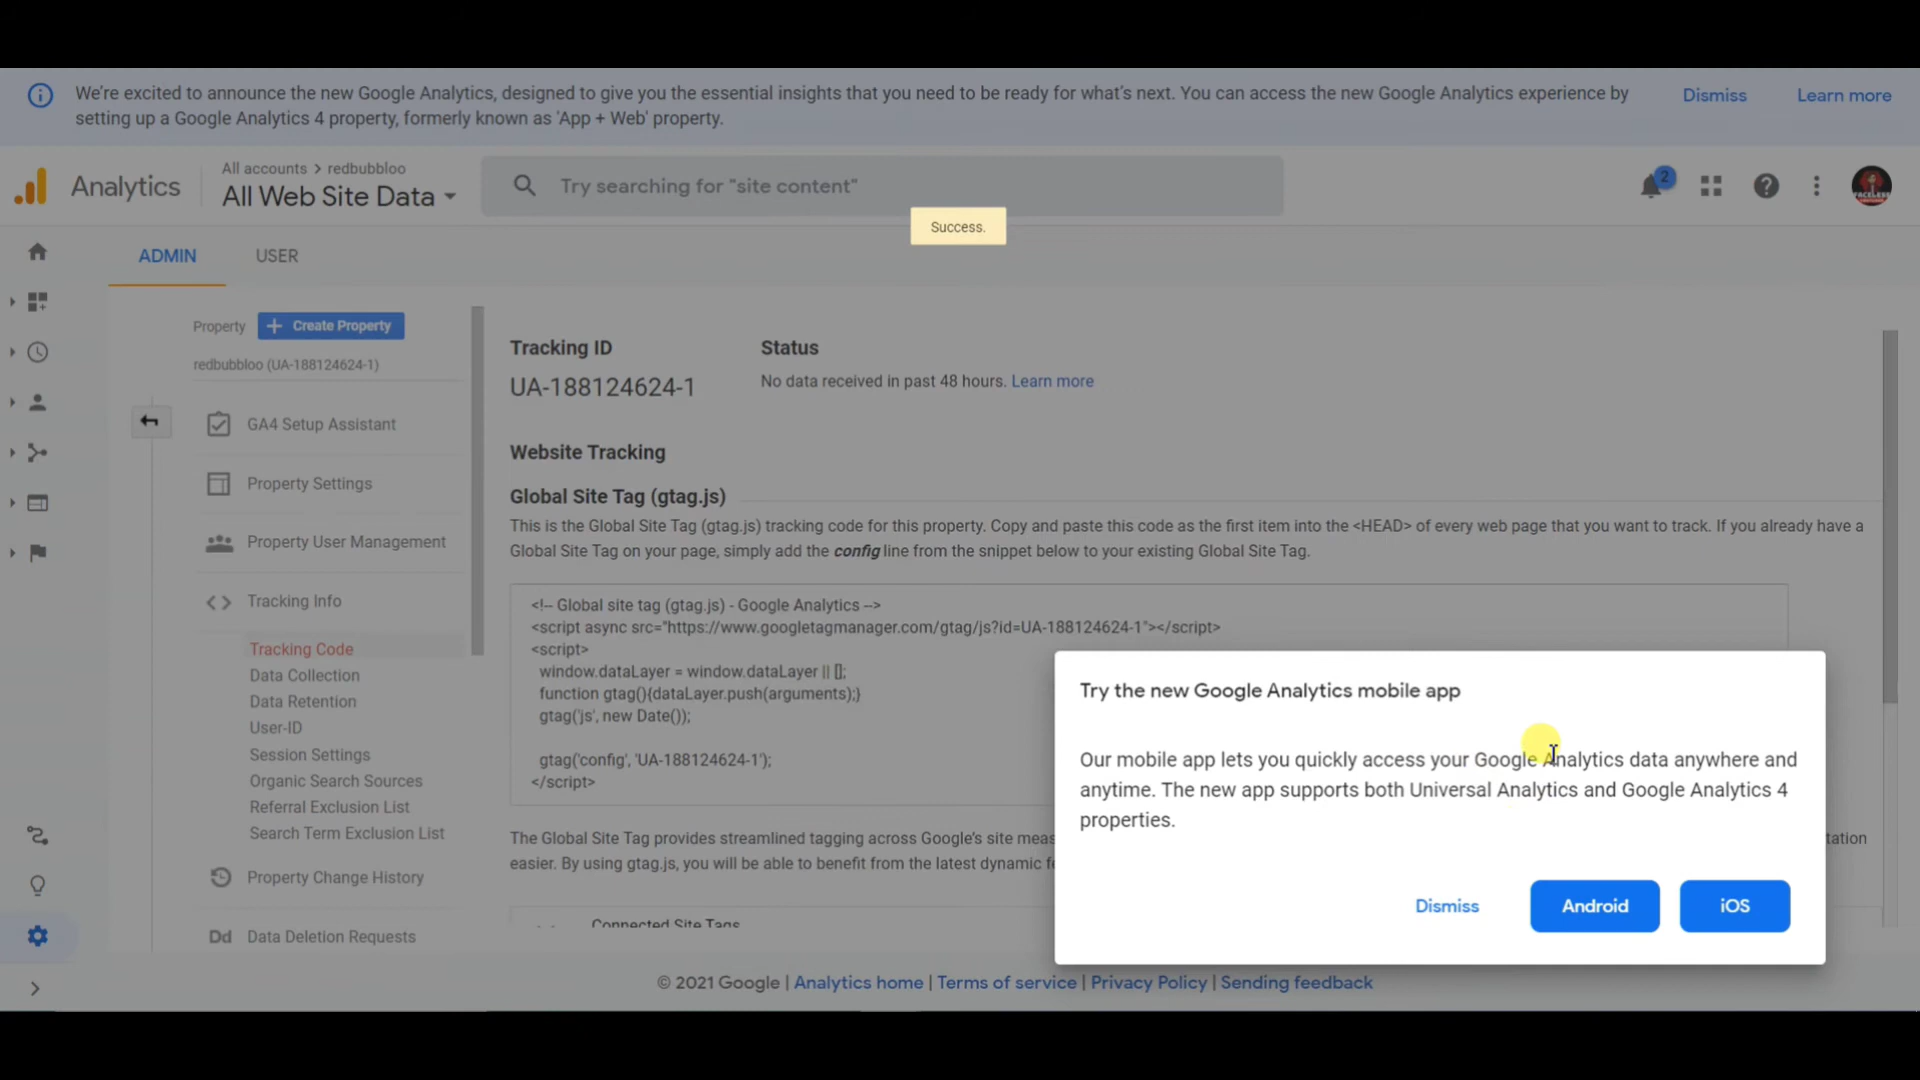 We're excited to announce the new Google Analytics, designed to give you the essential insights that you need to be ready for what's next. You can access the new Google Analytics experience by
setting up a Google Analytics 4 property, formerly known as 'App + Web' property.
Dismiss
Learn more
Analytics
All accounts > redbubbloo
All Web Site Data
Try searching for "site content"
2
Success.
ADMIN
USER
Property
+ Create Property
redbubbloo (UA-188124624-1)
GA4 Setup Assistant
Property Settings
Property User Management
Tracking Info
Tracking Code
Data Collection
Data Retention
User-ID
Session Settings
Organic Search Sources
Referral Exclusion List
Search Term Exclusion List
Property Change History
Dd Data Deletion Requests
Tracking ID
UA-188124624-1
Status
No data received in past 48 hours. Learn more
Website Tracking
Global Site Tag (gtag.js)
This is the Global Site Tag (gtag.js) tracking code for this property. Copy and paste this code as the first item into the <HEAD> of every web page that you want to track. If you already have a
Global Site Tag on your page, simply add the config line from the snippet below to your existing Global Site Tag.
<!-- Global site tag (gtag.js) - Google Analytics -->
<script async src="https://www.googletagmanager.com/gtag/js?id=UA-188124624-1"></script>
<script>
window.dataLayer = window.dataLayer || [];
function gtag(){dataLayer.push(arguments);}
gtag('js', new Date());
gtag('config', 'UA-188124624-1');
</script>
The Global Site Tag provides streamlined tagging across Google's site meas
tation
easier. By using gtag.js, you will be able to benefit from the latest dynamic fe
Connected Site Tags
Try the new Google Analytics mobile app
Our mobile app lets you quickly access your Google Analytics data anywhere and
anytime. The new app supports both Universal Analytics and Google Analytics 4
properties.
Dismiss
Android
iOS
© 2021 Google | Analytics home | Terms of service | Privacy Policy | Sending feedback